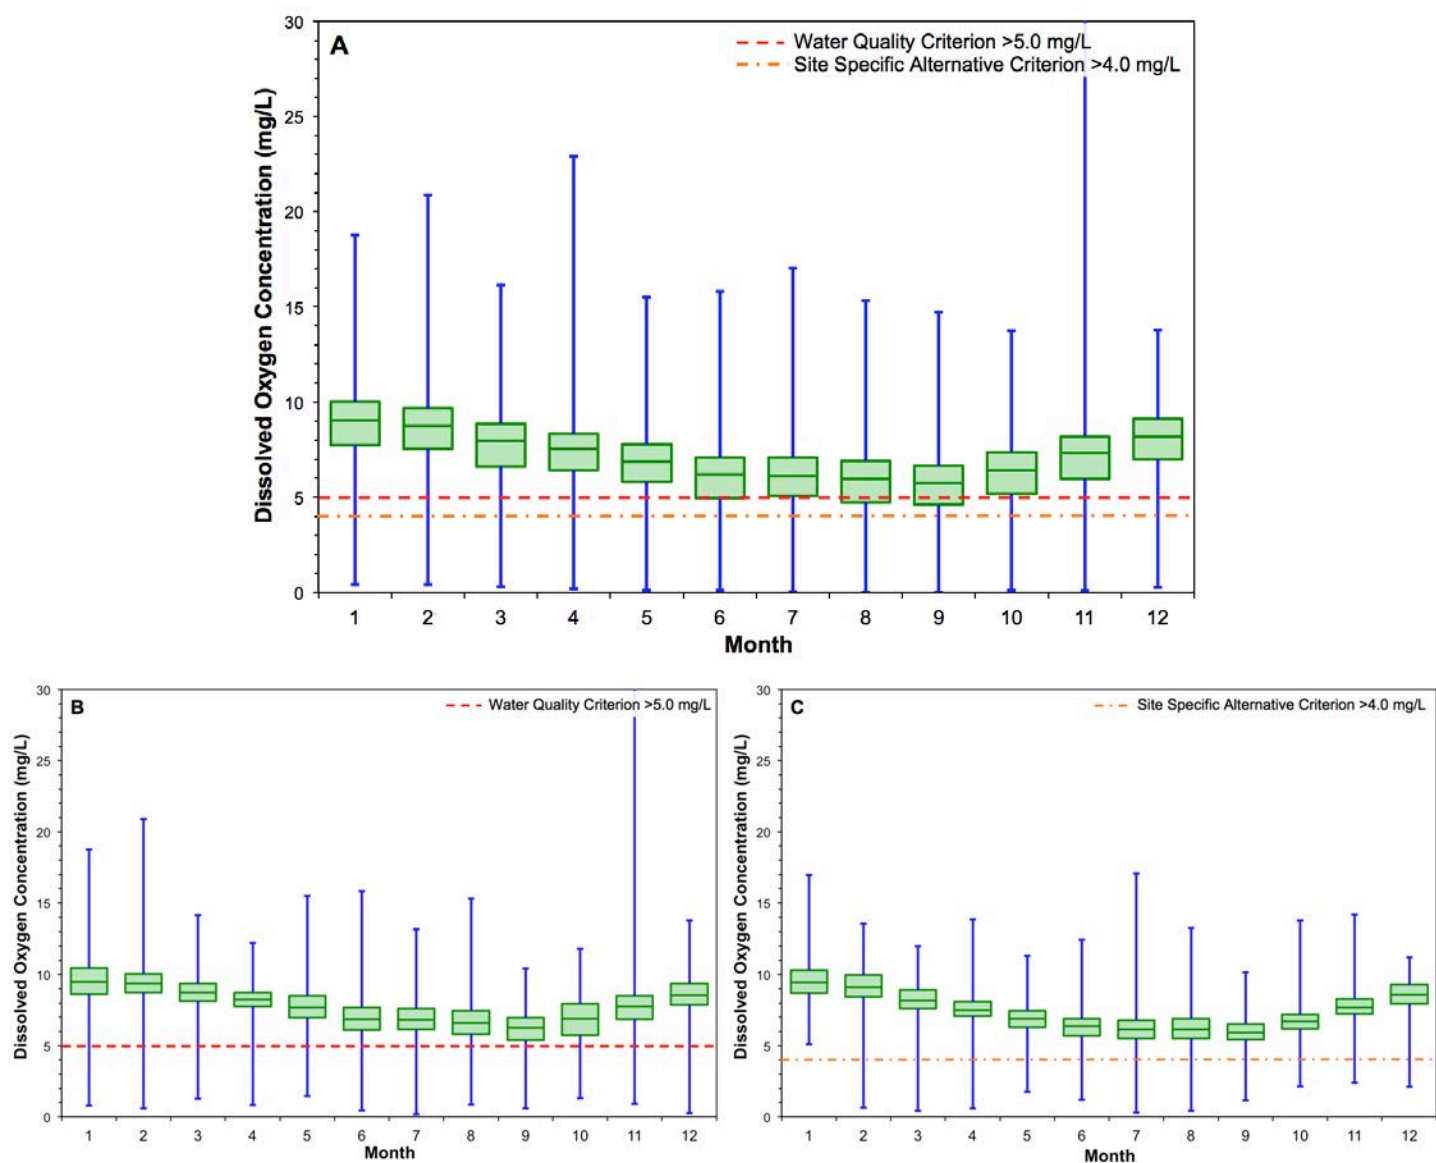 A
Water Quality Criterion >5.0 mg/L
Site Specific Alternative Criterion >4.0 mg/L
Dissolved Oxygen Concentration (mg/L)
30
25
20
15
10
5
0
1 2 3 4 5 6 7 8 9 10 11 12
Month
B
Water Quality Criterion >5.0 mg/L
Dissolved Oxygen Concentration (mg/L)
30
25
20
15
10
5
0
1 2 3 4 5 6 7 8 9 10 11 12
Month
C
Site Specific Alternative Criterion >4.0 mg/L
Dissolved Oxygen Concentration (mg/L)
30
25
20
15
10
5
0
1 2 3 4 5 6 7 8 9 10 11 12
Month